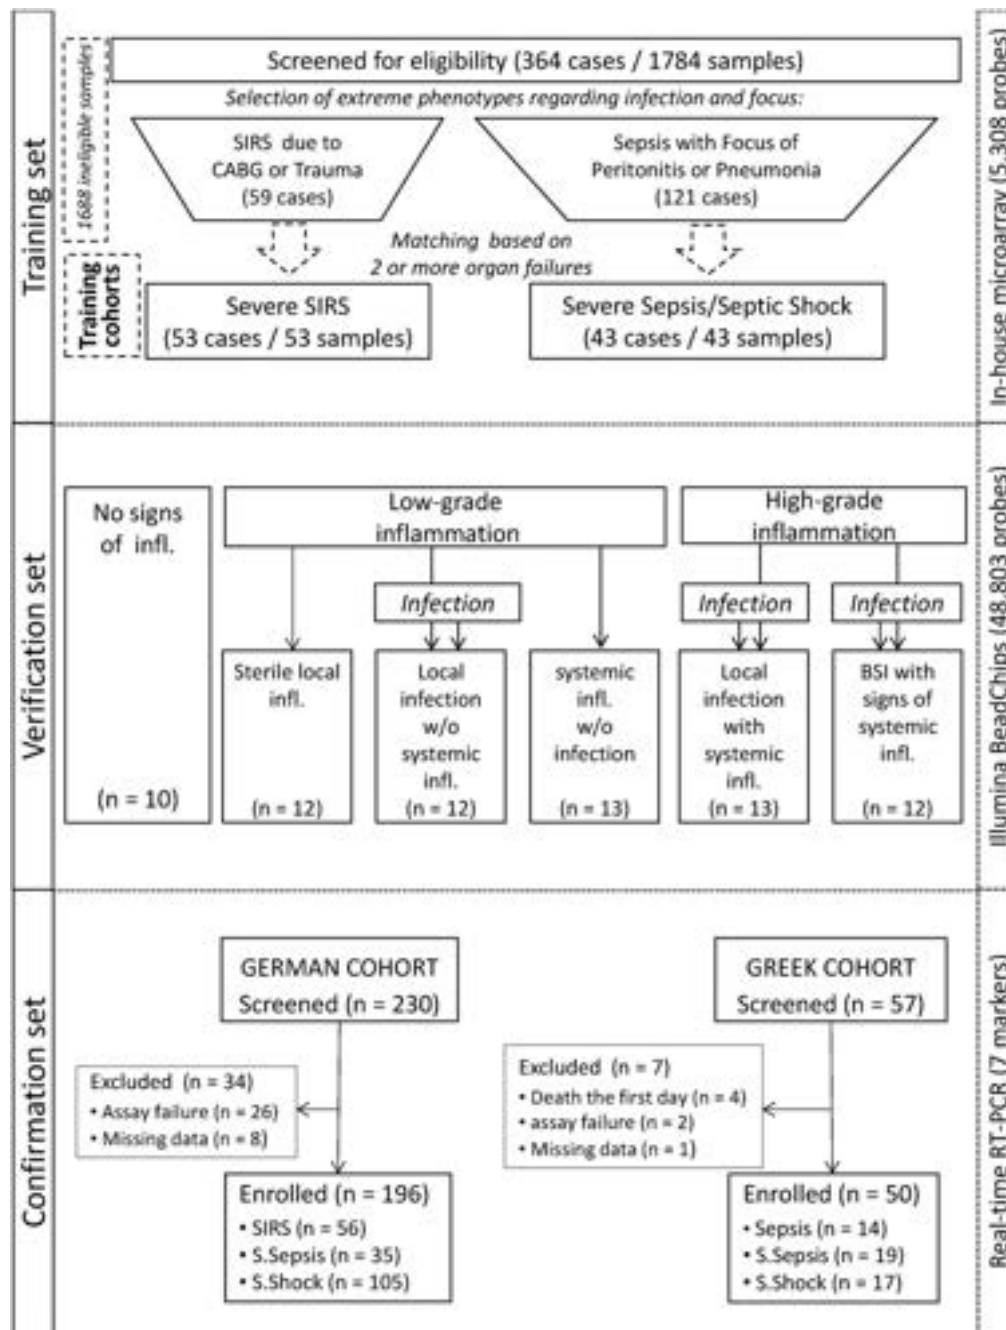 Training set
1688 ineligible samples
Screened for eligibility (364 cases / 1784 samples)
Selection of extreme phenotypes regarding infection and focus:
SIRS due to
CABG or Trauma
(59 cases)
Sepsis with Focus of
Peritonitis or Pneumonia
(121 cases)
Matching based on
2 or more organ failures
Training
cohorts
Severe SIRS
(53 cases / 53 samples)
Severe Sepsis/Septic Shock
(43 cases / 43 samples)
In-house microarray (5,308 probes)
Verification set
No signs
of infl.
(n = 10)
Low-grade
inflammation
High-grade
inflammation
Infection
Infection
Infection
Sterile local
infl.
(n = 12)
Local
infection
w/o
systemic
infl.
(n = 12)
systemic
infl.
w/o
infection
(n = 13)
Local
infection
with
systemic
infl.
(n = 13)
BSI with
signs of
systemic
infl.
(n = 12)
Illumina BeadChips (48,803 probes)
Confirmation set
GERMAN COHORT
Screened (n = 230)
Excluded (n = 34)
• Assay failure (n = 26)
• Missing data (n = 8)
Enrolled (n = 196)
• SIRS (n = 56)
• S.Sepsis (n = 35)
• S.Shock (n = 105)
GREEK COHORT
Screened (n = 57)
Excluded (n = 7)
• Death the first day (n = 4)
• assay failure (n = 2)
• Missing data (n = 1)
Enrolled (n = 50)
• Sepsis (n = 14)
• S.Sepsis (n = 19)
• S.Shock (n = 17)
Real-time RT-PCR (7 markers)